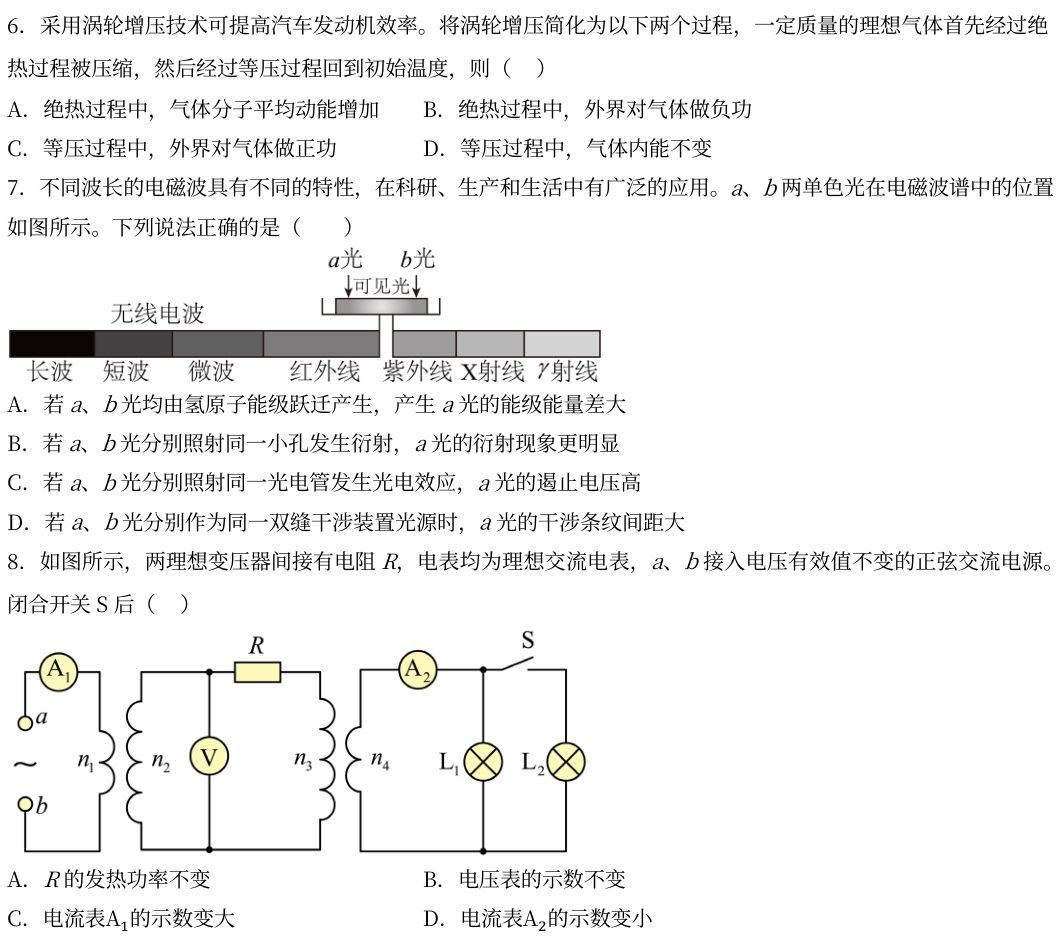 6．采用涡轮增压技术可提高汽车发动机效率。将涡轮增压简化为以下两个过程，一定质量的理想气体首先经过绝
热过程被压缩，然后经过等压过程回到初始温度，则（　）
A．绝热过程中，气体分子平均动能增加　　B．绝热过程中，外界对气体做负功
C．等压过程中，外界对气体做正功　　D．等压过程中，气体内能不变
7．不同波长的电磁波具有不同的特性，在科研、生产和生活中有广泛的应用。a、b两单色光在电磁波谱中的位置
如图所示。下列说法正确的是（　　）
a光　b光
可见光
无线电波
长波　短波　微波　红外线　紫外线　X射线　γ射线
A．若a、b光均由氢原子能级跃迁产生，产生a光的能级能量差大
B．若a、b光分别照射同一小孔发生衍射，a光的衍射现象更明显
C．若a、b光分别照射同一光电管发生光电效应，a光的遏止电压高
D．若a、b光分别作为同一双缝干涉装置光源时，a光的干涉条纹间距大
8．如图所示，两理想变压器间接有电阻R，电表均为理想交流电表，a、b接入电压有效值不变的正弦交流电源。
闭合开关S后（　）
R　S
A₁　A₂
a
~　n₁　n₂　V　n₃　n₄　L₁　L₂
b
A．R的发热功率不变　　B．电压表的示数不变
C．电流表A₁的示数变大　　D．电流表A₂的示数变小